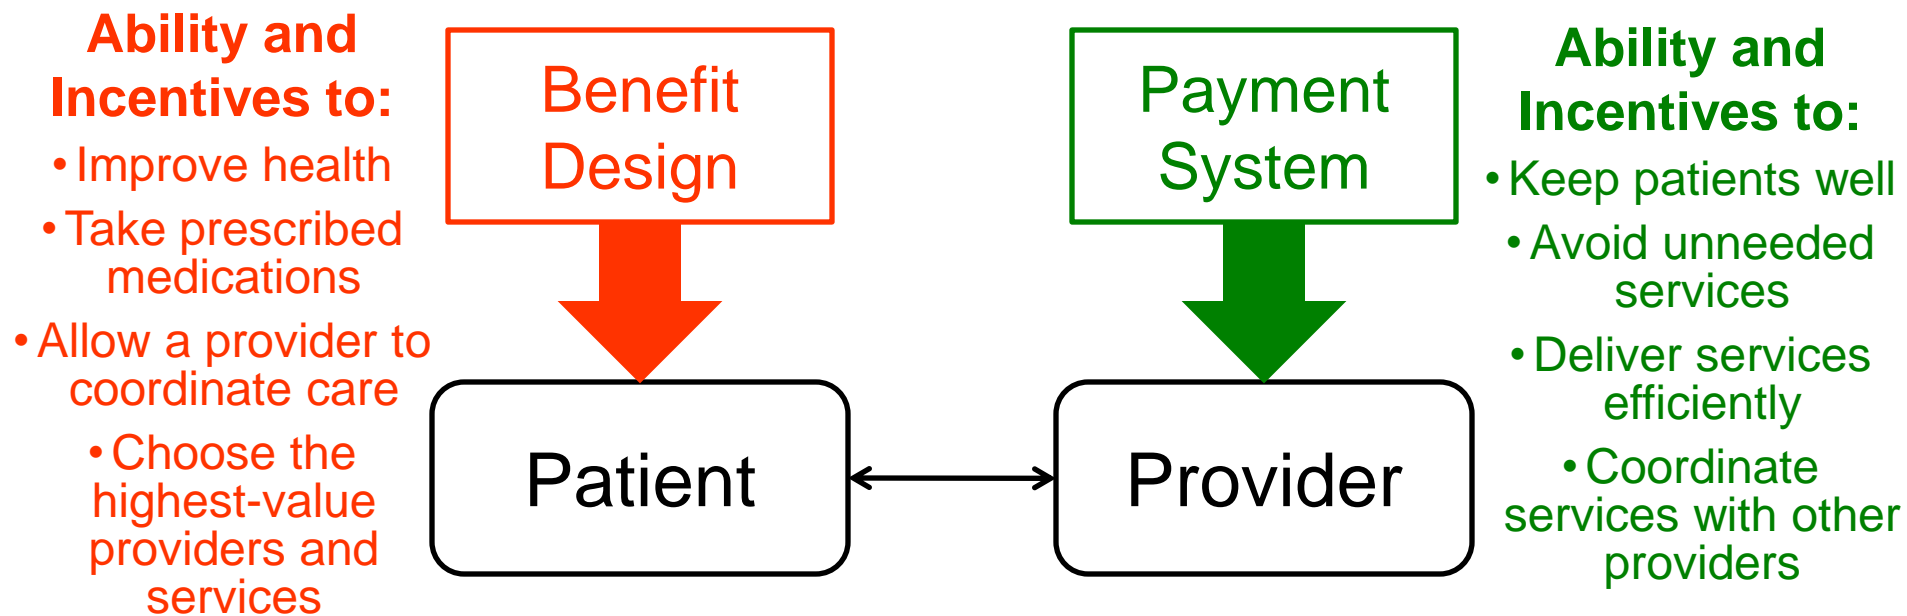 Ability and
Incentives to:
•Improve health
•Take prescribed
medications
•Allow a provider to
coordinate care
•Choose the
highest-value
providers and
services
Benefit
Design
Patient
Payment
System
Provider
Ability and
Incentives to:
•Keep patients well
•Avoid unneeded
services
•Deliver services
efficiently
•Coordinate
services with other
providers